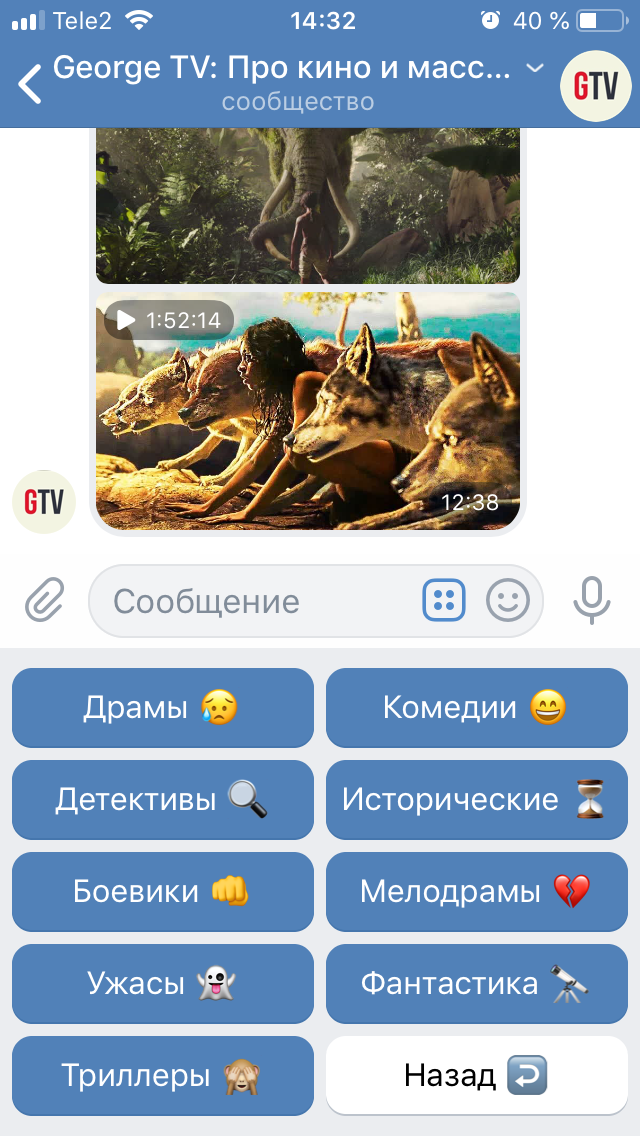 Tele2 14:32 40 %
George TV: Про кино и масс...
сообщество
GTV
1:52:14
12:38
GTV
Сообщение
Драмы Комедии
Детективы Исторические
Боевики Мелодрамы
Ужасы Фантастика
Триллеры Назад